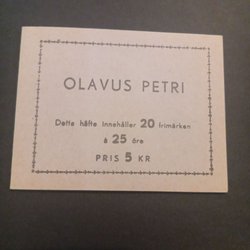 OLAVUS PETRI
Detta häfte innehåller 20 frimärken
à 25 öre
PRIS 5 KR